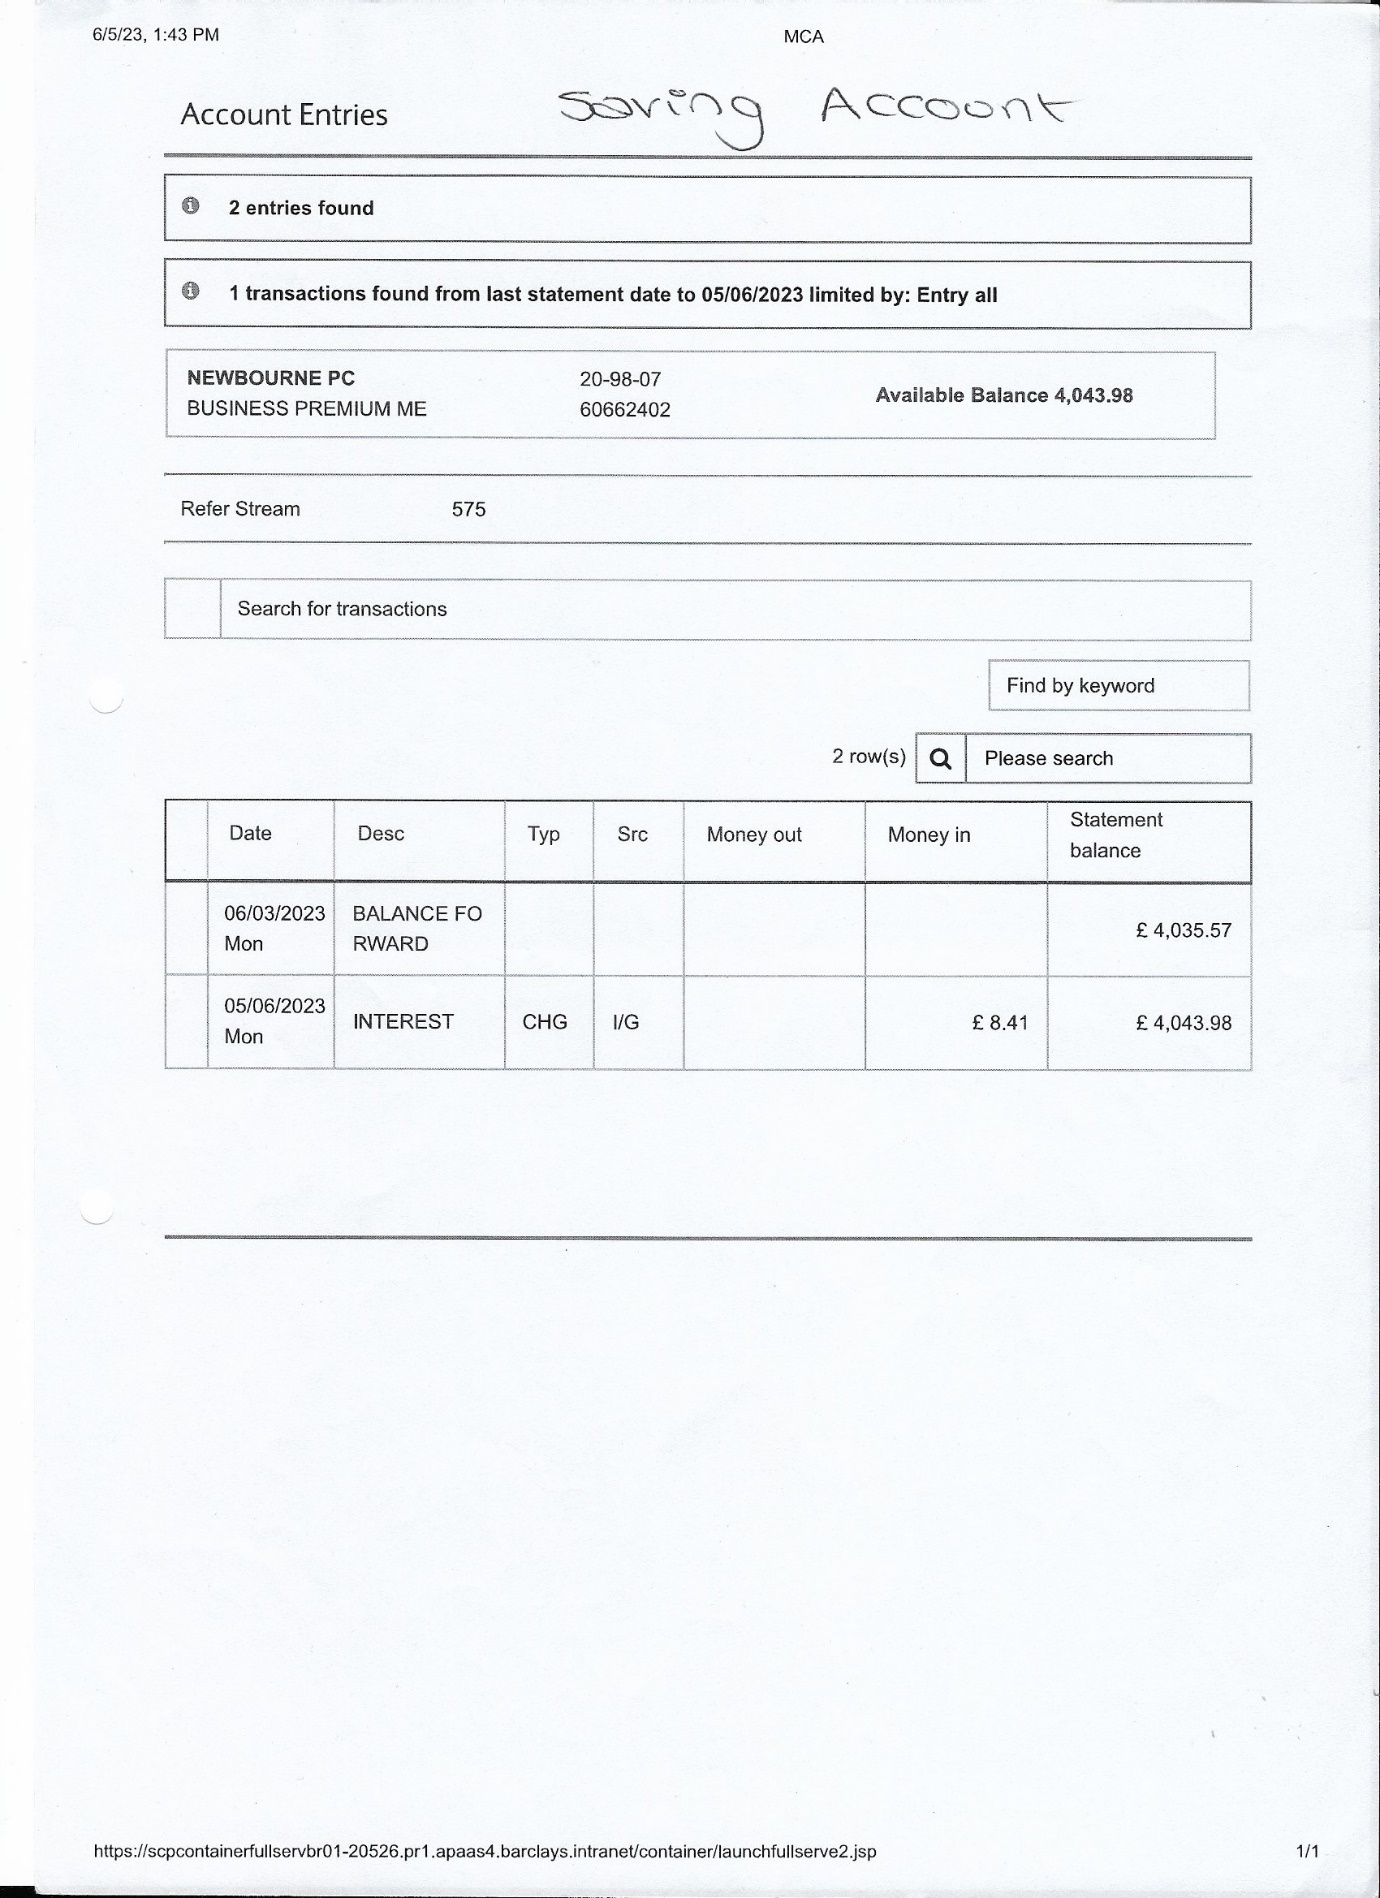 6/5/23, 1:43 PM MCA
Account Entries Saving Account
2 entries found
1 transactions found from last statement date to 05/06/2023 limited by: Entry all
NEWBOURNE PC 20-98-07
BUSINESS PREMIUM ME 60662402 Available Balance 4,043.98
Refer Stream 575
Search for transactions
Find by keyword
2 row(s) Please search
Date Desc Typ Src Money out Money in Statement
balance
06/03/2023 BALANCE FO
Mon RWARD £ 4,035.57
05/06/2023
Mon INTEREST CHG I/G £ 8.41 £ 4,043.98
https://scpcontainerfullservbr01-20526.pr1.apaas4.barclays.intranet/container/launchfullserve2.jsp 1/1